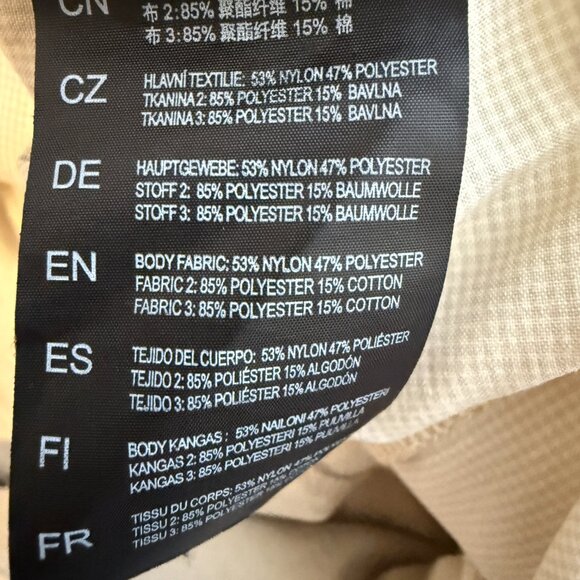 CN
布 2: 85% 聚酯纤维 15% 棉
布 3: 85% 聚酯纤维 15% 棉
CZ
HLAVNÍ TEXTILIE: 53% NYLON 47% POLYESTER
TKANINA 2: 85% POLYESTER 15% BAVLNA
TKANINA 3: 85% POLYESTER 15% BAVLNA
DE
HAUPTGEWEBE: 53% NYLON 47% POLYESTER
STOFF 2: 85% POLYESTER 15% BAUMWOLLE
STOFF 3: 85% POLYESTER 15% BAUMWOLLE
EN
BODY FABRIC: 53% NYLON 47% POLYESTER
FABRIC 2: 85% POLYESTER 15% COTTON
FABRIC 3: 85% POLYESTER 15% COTTON
ES
TEJIDO DEL CUERPO: 53% NYLON 47% POLIÉSTER
TEJIDO 2: 85% POLIÉSTER 15% ALGODÓN
TEJIDO 3: 85% POLIÉSTER 15% ALGODÓN
FI
BODY KANGAS : 53% NAILONI 47% POLYESTERI
KANGAS 2: 85% POLYESTERI 15% PUUVILLA
KANGAS 3: 85% POLYESTERI 15% PUUVILLA
FR
TISSU DU CORPS: 53% NYLON 47% POLYESTER
TISSU 2: 85% POLYESTER 15%
TISSU 3: 85% POLYESTER 15%